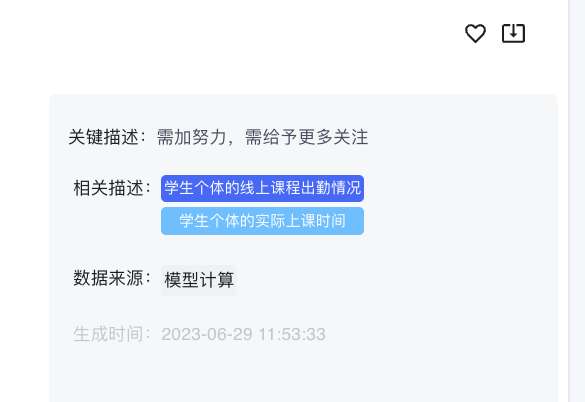 关键描述：需加努力，需给予更多关注
相关描述：学生个体的线上课程出勤情况
学生个体的实际上课时间
数据来源：模型计算
生成时间：2023-06-29 11:53:33